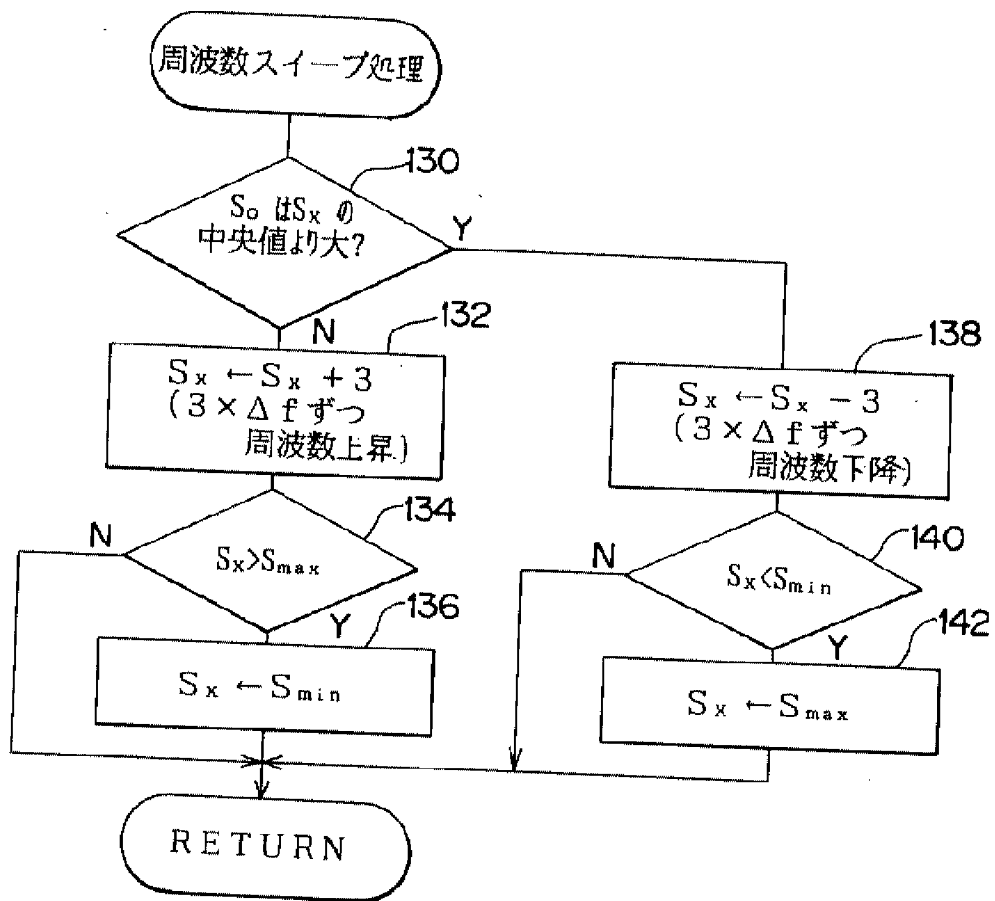 周波数スイープ処理
130
S₀ はSₓ の
中央値より大?
Y
N
132
Sₓ ← Sₓ + 3
(3×Δfずつ
周波数上昇)
138
Sₓ ← Sₓ − 3
(3×Δfずつ
周波数下降)
134
N
Sₓ>Smax
Y
136
Sₓ ← Smin
140
N
Sₓ<Smin
Y
142
Sₓ ← Smax
RETURN